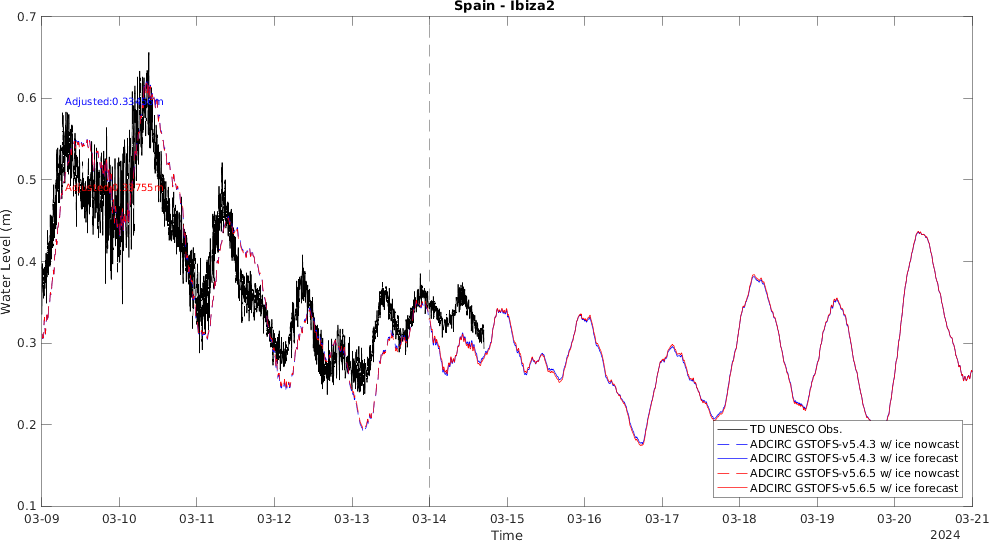 Spain - Ibiza2
0.7
0.6
0.5
0.4
0.3
0.2
0.1
Water Level (m)
03-09
03-10
03-11
03-12
03-13
03-14
03-15
03-16
03-17
03-18
03-19
03-20
03-21
Time
2024
TD UNESCO Obs.
ADCIRC GSTOFS-v5.4.3 w/ ice nowcast
ADCIRC GSTOFS-v5.4.3 w/ ice forecast
ADCIRC GSTOFS-v5.6.5 w/ ice nowcast
ADCIRC GSTOFS-v5.6.5 w/ ice forecast